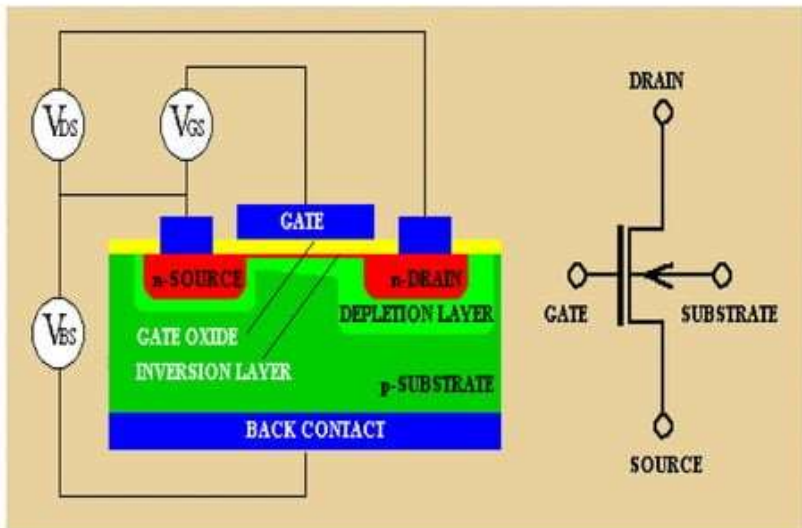 DRAIN
VDS
VGS
GATE
n-SOURCE
n-DRAIN
GATE
SUBSTRATE
DEPLETION LAYER
GATE OXIDE
VBS
INVERSION LAYER
p-SUBSTRATE
BACK CONTACT
SOURCE